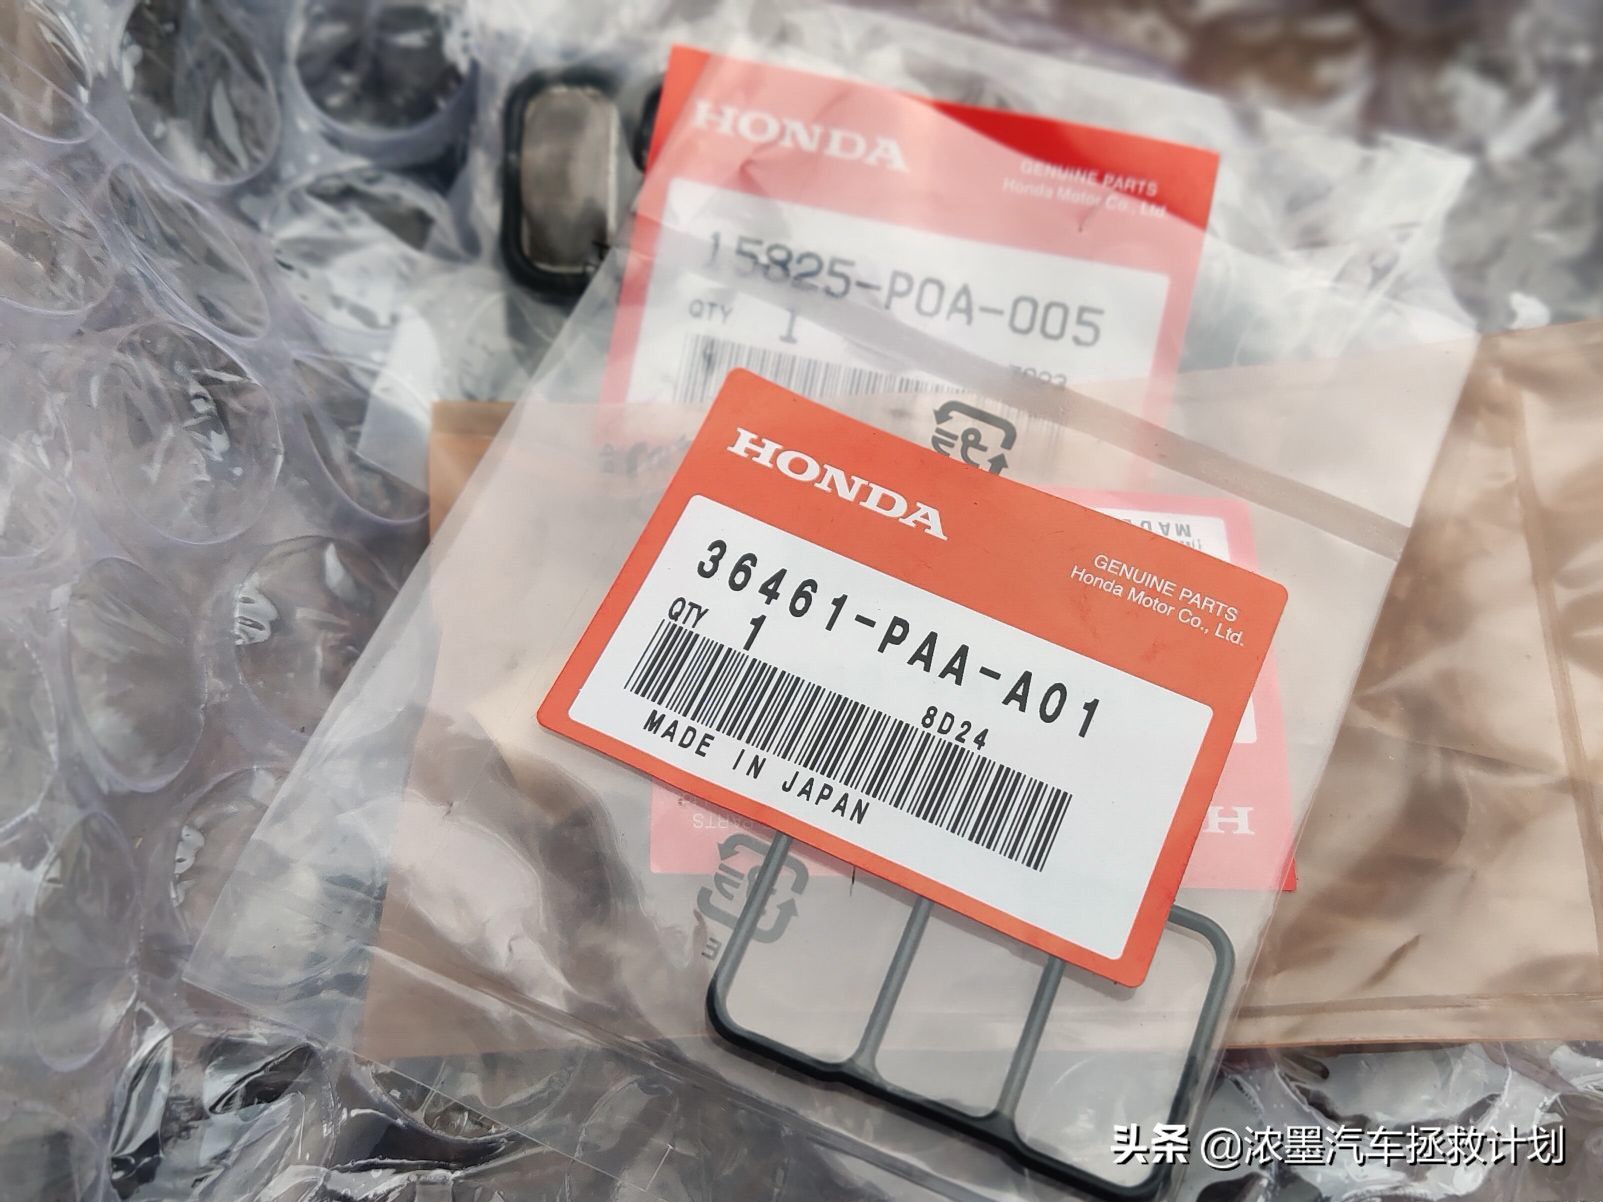 HONDA
GENUINE PARTS
Honda Motor Co., Ltd.
15825-P0A-005
QTY 1
HONDA
GENUINE PARTS
Honda Motor Co., Ltd.
36461-PAA-A01
QTY 1
8D24
MADE IN JAPAN
PARTS
H
头条 @浓墨汽车拯救计划